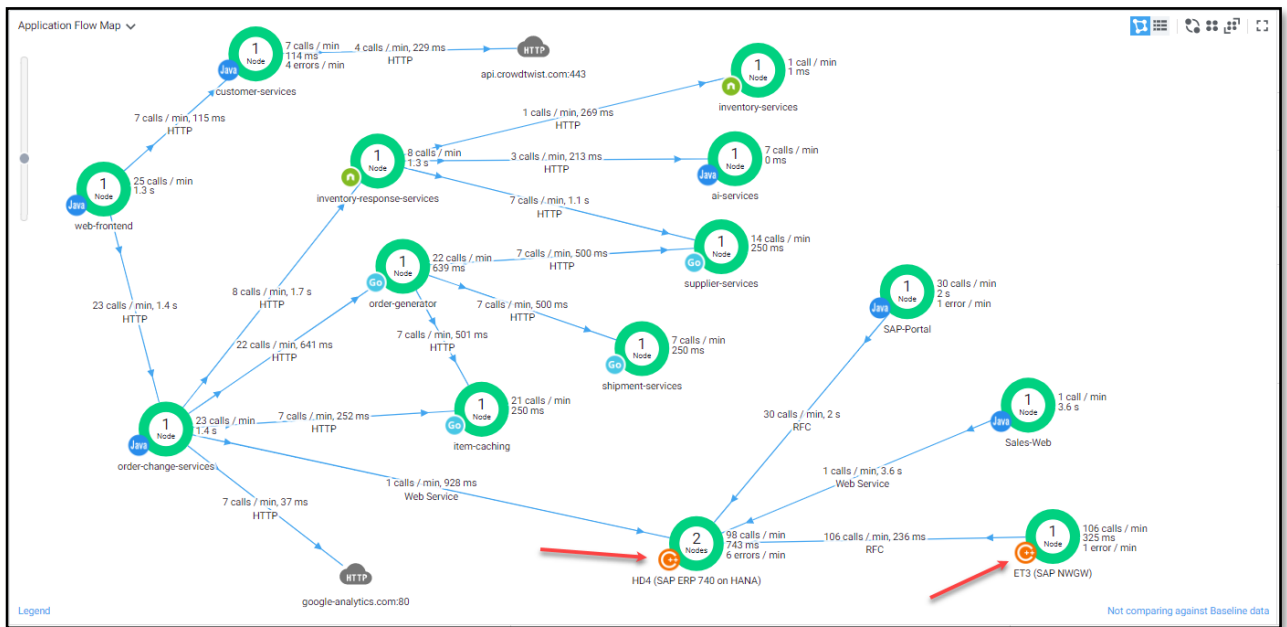 Application Flow Map
1
Node
Java
7 calls / min
114 ms
4 errors / min
customer-services
4 calls / min, 229 ms
HTTP
HTTP
api.crowdtwist.com:443
1
Node
1 call / min
1 ms
inventory-services
7 calls / min, 115 ms
HTTP
1 calls / min, 269 ms
HTTP
1
Node
8 calls / min
1.3 s
inventory-response-services
3 calls / min, 213 ms
HTTP
1
Node
Java
7 calls / min
0 ms
ai-services
1
Node
Java
25 calls / min
1.3 s
web-frontend
7 calls / min, 1.1 s
HTTP
1
Node
Go
14 calls / min
250 ms
supplier-services
1
Node
Go
22 calls / min
639 ms
order-generator
7 calls / min, 500 ms
HTTP
8 calls / min, 1.7 s
HTTP
23 calls / min, 1.4 s
HTTP
7 calls / min, 500 ms
HTTP
1
Node
Java
30 calls / min
2 s
1 error / min
SAP-Portal
22 calls / min, 641 ms
HTTP
7 calls / min, 501 ms
HTTP
1
Node
Go
7 calls / min
250 ms
shipment-services
1
Node
Java
23 calls / min
1.4 s
order-change-services
7 calls / min, 252 ms
HTTP
1
Node
Go
21 calls / min
250 ms
item-caching
30 calls / min, 2 s
RFC
1
Node
Java
1 call / min
3.6 s
Sales-Web
1 calls / min, 928 ms
Web Service
1 calls / min, 3.6 s
Web Service
7 calls / min, 37 ms
HTTP
2
Nodes
98 calls / min
743 ms
6 errors / min
HD4 (SAP ERP 740 on HANA)
106 calls / min, 236 ms
RFC
1
Node
106 calls / min
325 ms
1 error / min
ET3 (SAP NWGW)
HTTP
google-analytics.com:80
Legend
Not comparing against Baseline data